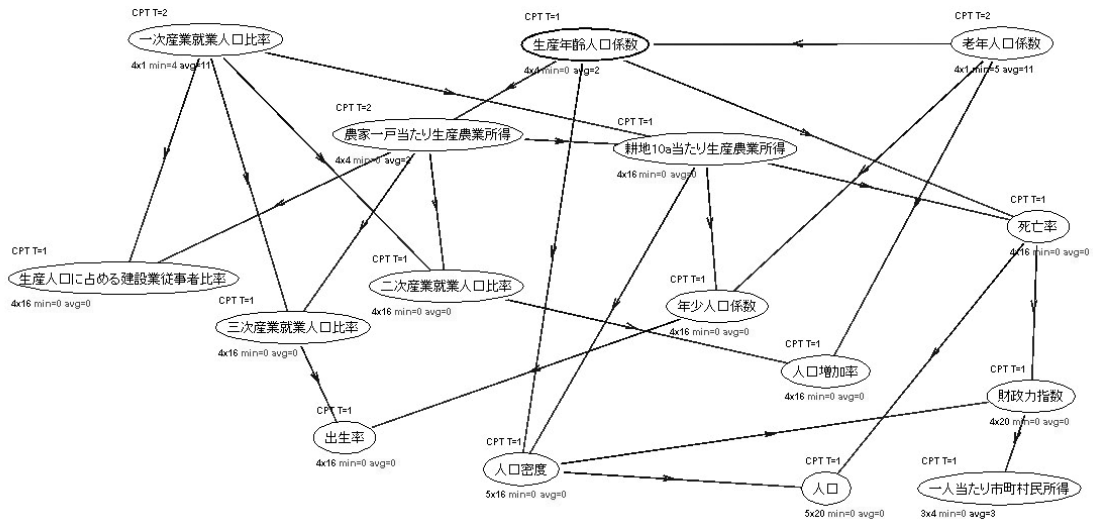 CPT T=2
一次産業就業人口比率
4x1 min=4 avg=11
CPT T=1
生産年齢人口係数
4x4 min=0 avg=2
CPT T=2
老年人口係数
4x1 min=5 avg=11
CPT T=2
農家一戸当たり生産農業所得
4x4 min=0 avg=2
CPT T=1
耕地10a当たり生産農業所得
4x16 min=0 avg=0
CPT T=1
死亡率
4x16 min=0 avg=0
CPT T=1
生産人口に占める建設業従事者比率
4x16 min=0 avg=0
CPT T=1
二次産業就業人口比率
4x16 min=0 avg=0
CPT T=1
年少人口係数
4x16 min=0 avg=0
CPT T=1
三次産業就業人口比率
4x16 min=0 avg=0
CPT T=1
人口増加率
4x16 min=0 avg=0
CPT T=1
財政力指数
4x20 min=0 avg=0
CPT T=1
出生率
4x16 min=0 avg=0
CPT T=1
人口密度
5x16 min=0 avg=0
CPT T=1
人口
5x20 min=0 avg=0
CPT T=1
一人当たり市町村民所得
3x4 min=0 avg=3